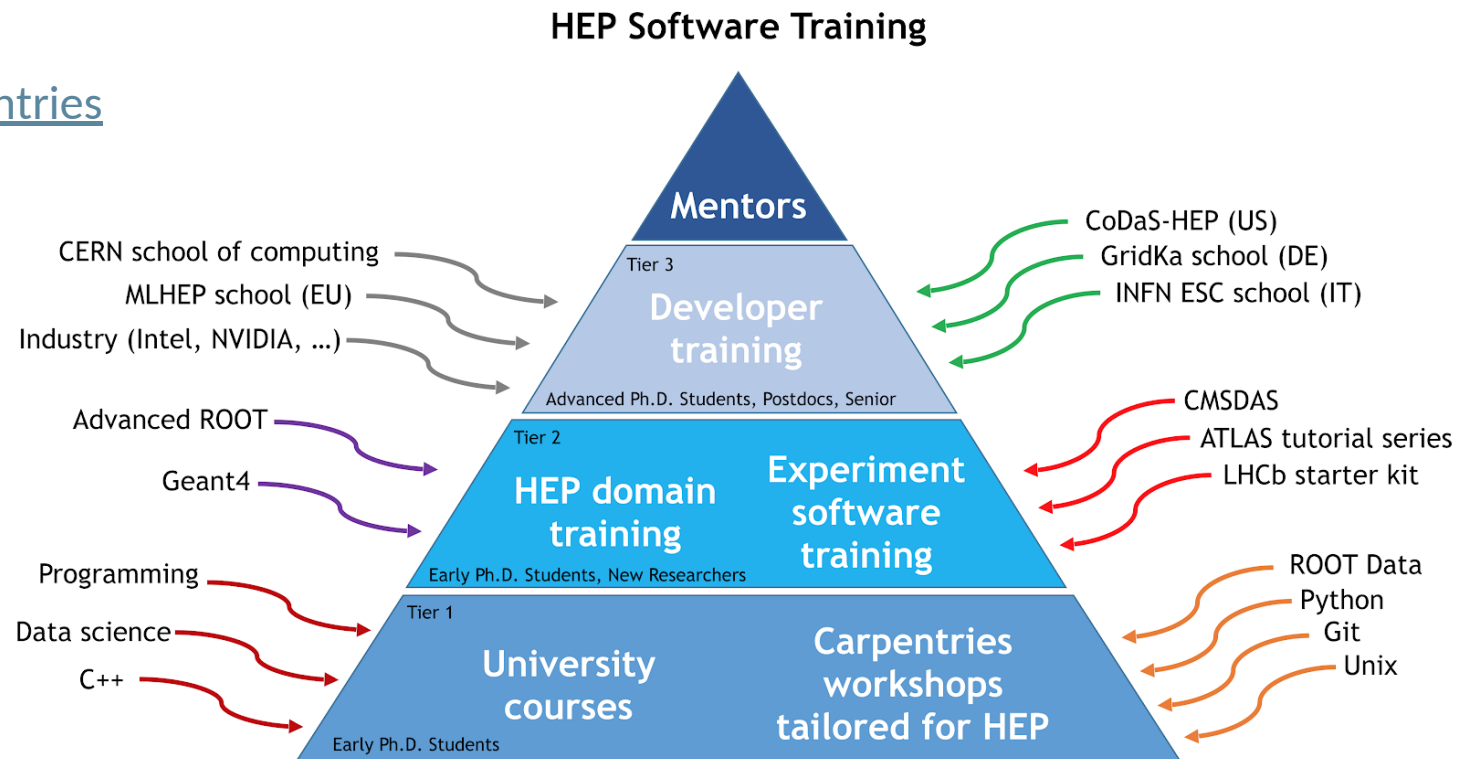 HEP Software Training
ntries
Mentors
CERN school of computing
MLHEP school (EU)
Industry (Intel, NVIDIA, ...)
CoDaS-HEP (US)
GridKa school (DE)
INFN ESC school (IT)
Tier 3
Developer
training
Advanced Ph.D. Students, Postdocs, Senior
Advanced ROOT
Geant4
CMSDAS
ATLAS tutorial series
LHCb starter kit
Tier 2
HEP domain
training
Experiment
software
training
Early Ph.D. Students, New Researchers
Programming
Data science
C++
ROOT Data
Python
Git
Unix
Tier 1
University
courses
Carpentries
workshops
tailored for HEP
Early Ph.D. Students